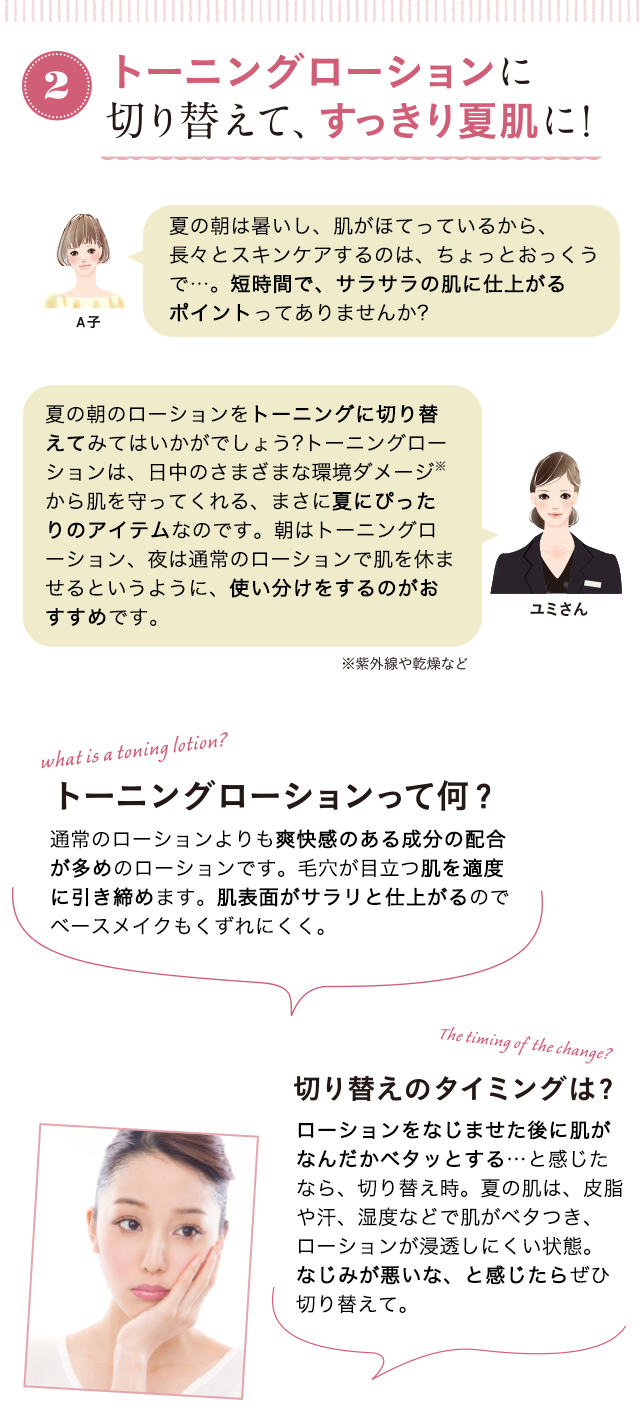 2
トーニングローションに
切り替えて、すっきり夏肌に!
夏の朝は暑いし、肌がほてっているから、
長々とスキンケアするのは、ちょっとおっくう
で…。短時間で、サラサラの肌に仕上がる
ポイントってありませんか?
A子
夏の朝のローションをトーニングに切り替
えてみてはいかがでしょう?トーニングロー
ションは、日中のさまざまな環境ダメージ※
から肌を守ってくれる、まさに夏にぴった
りのアイテムなのです。朝はトーニングロ
ーション、夜は通常のローションで肌を休ま
せるというように、使い分けをするのがお
すすめです。
ユミさん
※紫外線や乾燥など
what is a toning lotion?
トーニングローションって何？
通常のローションよりも爽快感のある成分の配合
が多めのローションです。毛穴が目立つ肌を適度
に引き締めます。肌表面がサラリと仕上がるので
ベースメイクもくずれにくく。
The timing of the change?
切り替えのタイミングは？
ローションをなじませた後に肌が
なんだかベタッとする…と感じた
なら、切り替え時。夏の肌は、皮脂
や汗、湿度などで肌がベタつき、
ローションが浸透しにくい状態。
なじみが悪いな、と感じたらぜひ
切り替えて。